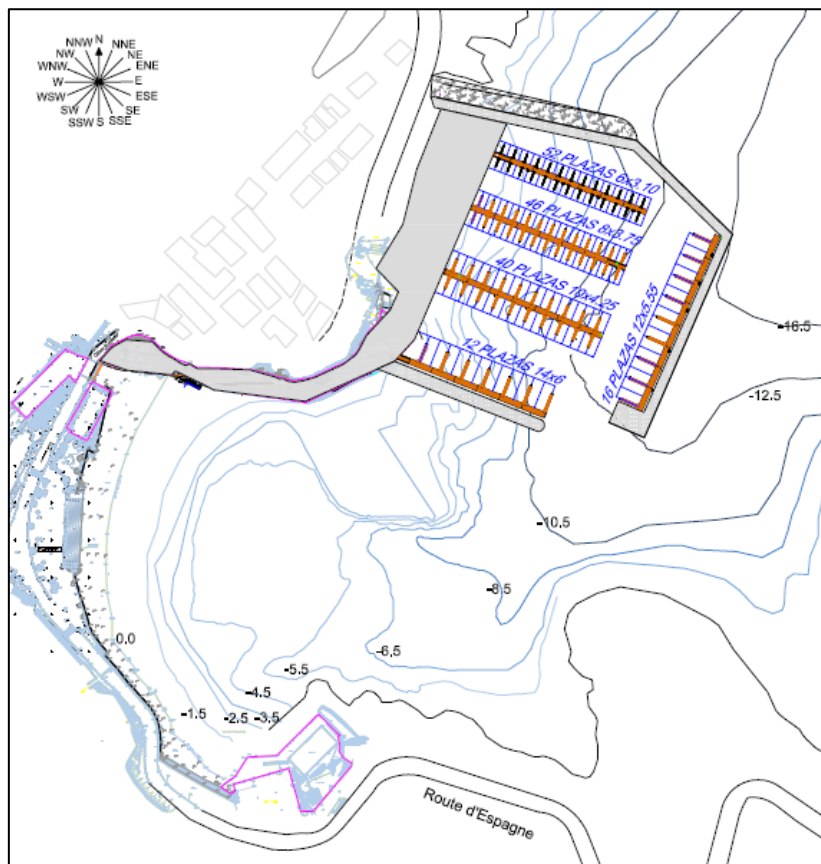 N
NNW
NNE
NW
NE
WNW
ENE
W
E
WSW
ESE
SW
SE
SSW
SSE
S
52 PLAZAS 6x3.10
46 PLAZAS 8x3.75
40 PLAZAS 10x4.25
12 PLAZAS 14x6
16 PLAZAS 12x5.55
-16.5
-12.5
-10.5
-8.5
-6.5
-5.5
-4.5
-3.5
-2.5
-1.5
0.0
Route d'Espagne